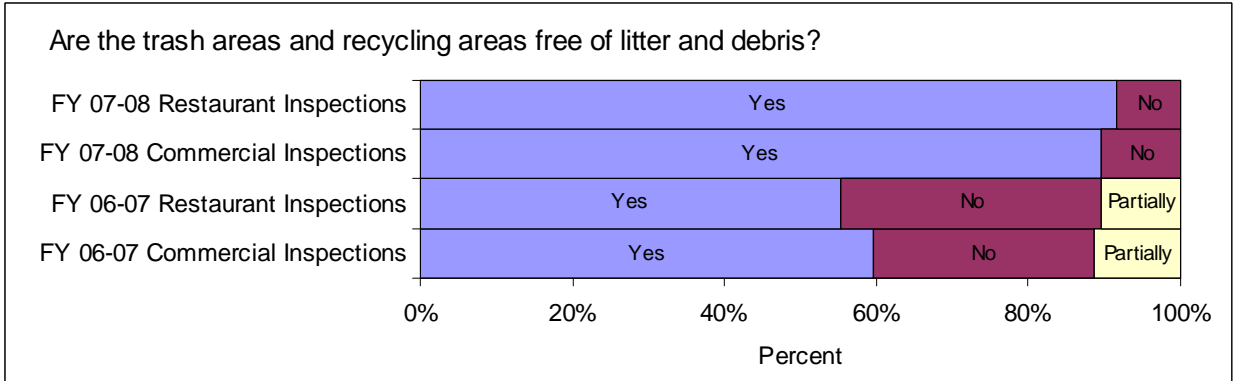 Are the trash areas and recycling areas free of litter and debris?
FY 07-08 Restaurant Inspections Yes No
FY 07-08 Commercial Inspections Yes No
FY 06-07 Restaurant Inspections Yes No Partially
FY 06-07 Commercial Inspections Yes No Partially
0% 20% 40% 60% 80% 100%
Percent